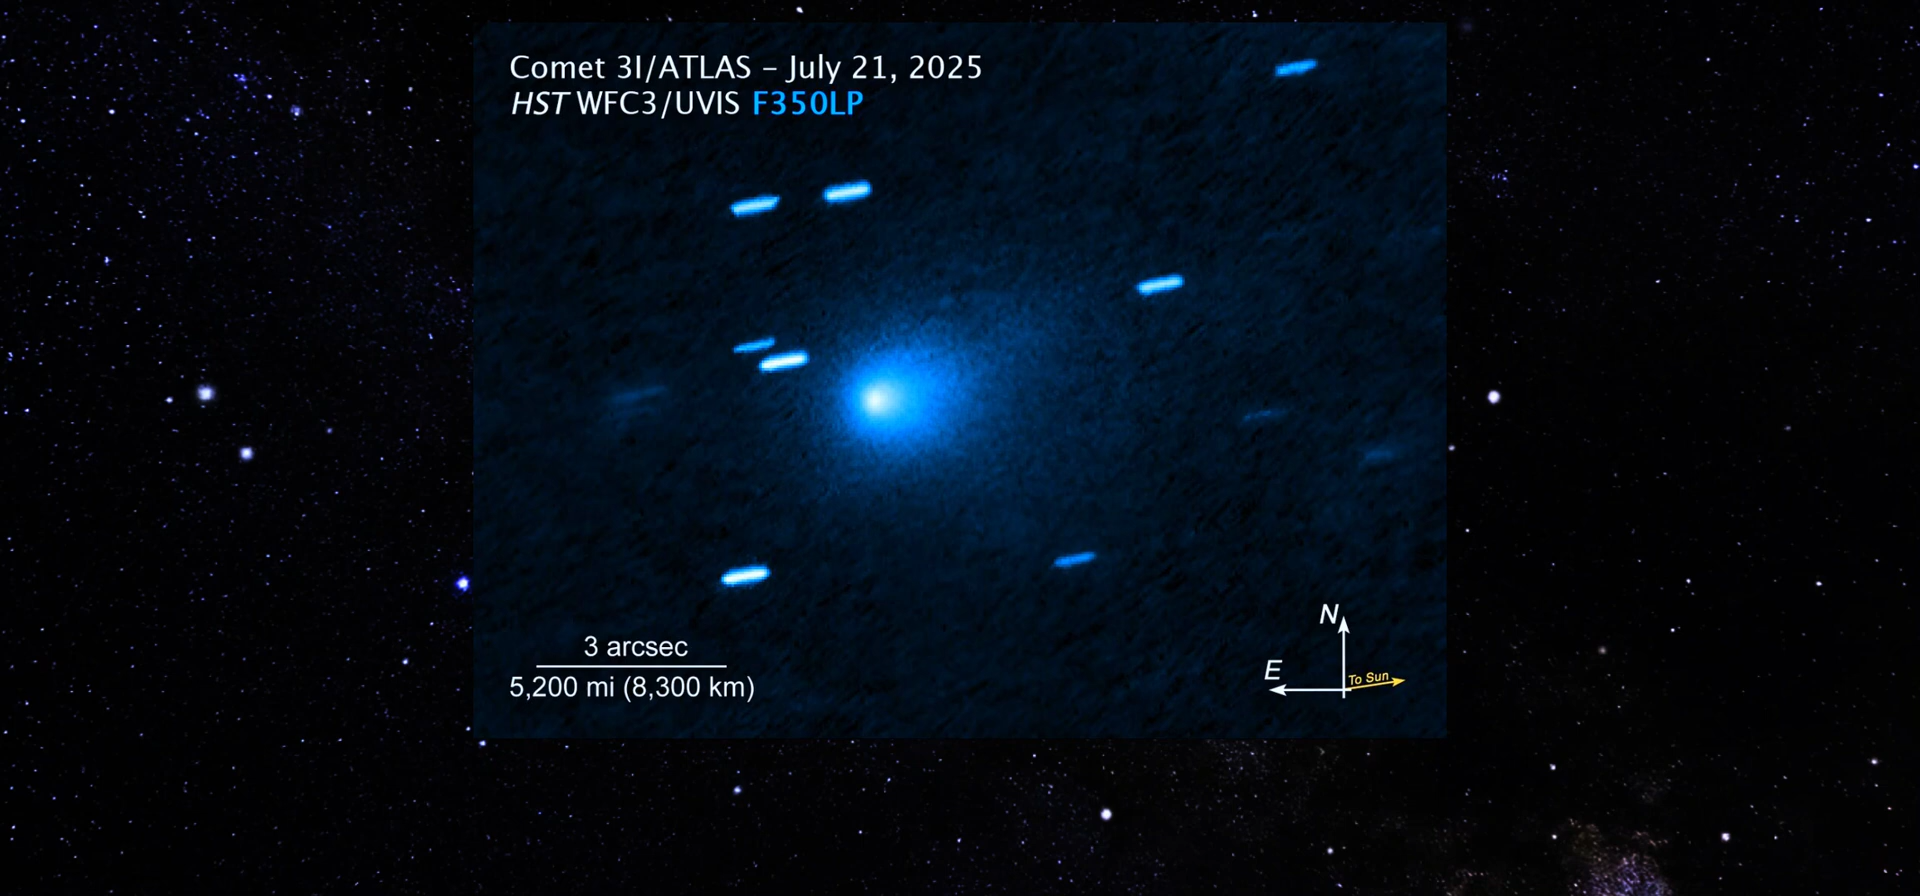 Comet 3I/ATLAS – July 21, 2025
HST WFC3/UVIS F350LP
3 arcsec
5,200 mi (8,300 km)
N
E
To Sun